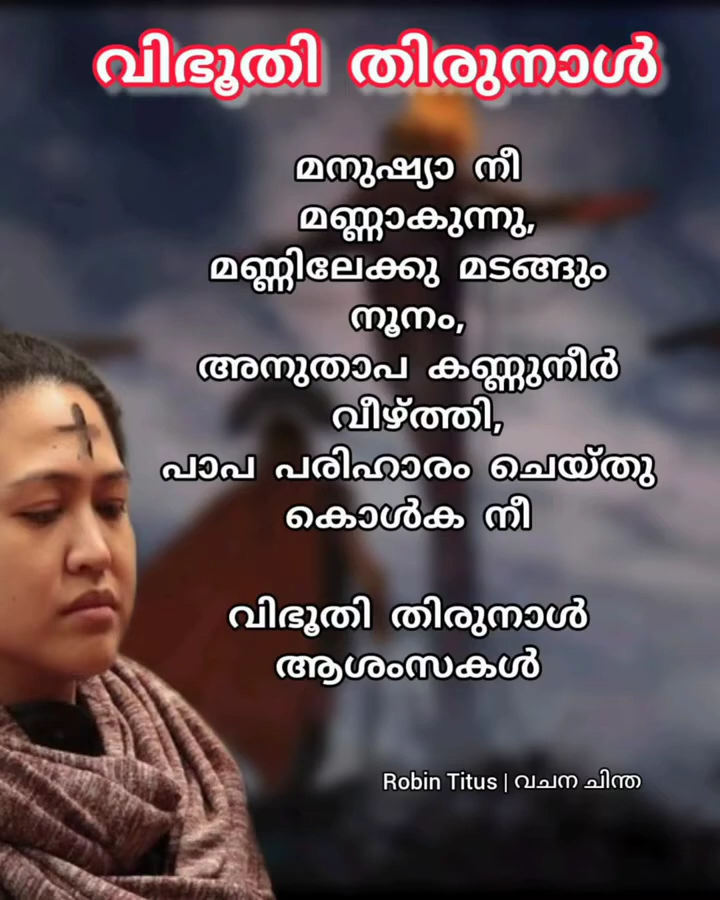 വിഭൂതി തിരുനാൾ
മനുഷ്യാ നീ
മണ്ണാകുന്നു,
മണ്ണിലേക്കു മടങ്ങും
നൂനം,
അനുതാപ കണ്ണുനീർ
വീഴ്ത്തി,
പാപ പരിഹാരം ചെയ്തു
കൊൾക നീ
വിഭൂതി തിരുനാൾ
ആശംസകൾ
Robin Titus | വചന ചിന്ത